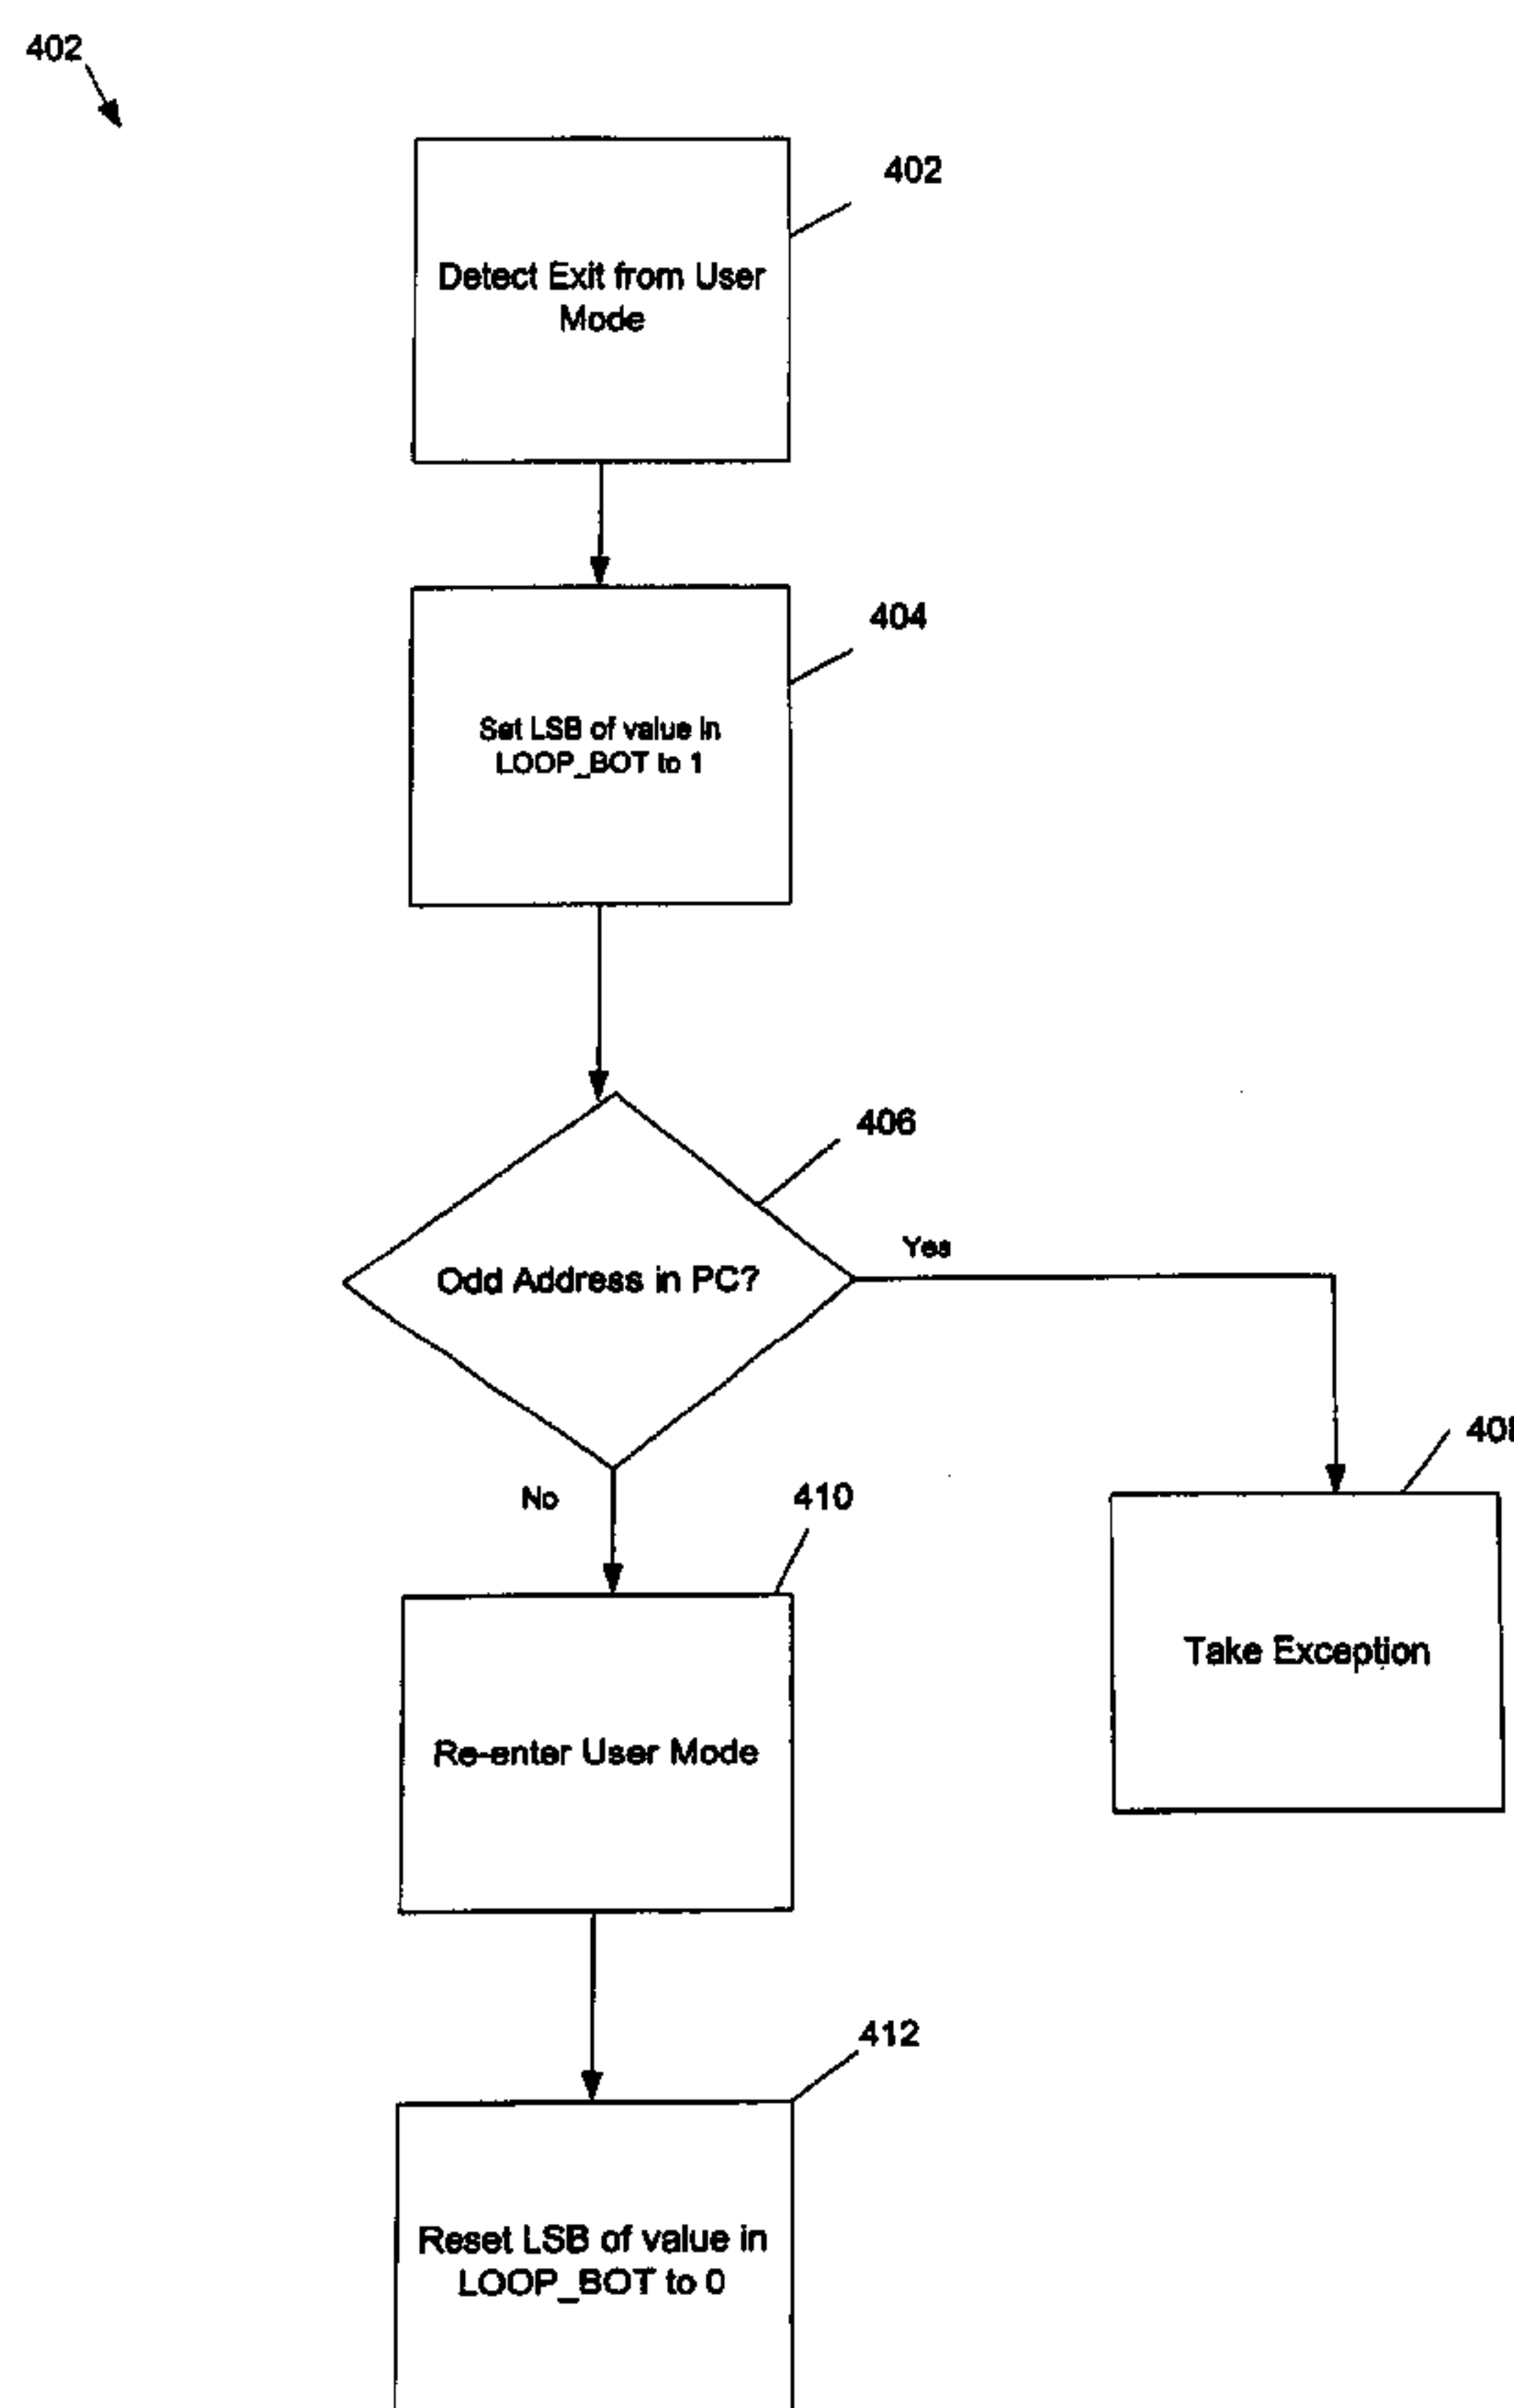 402
402
Detect Exit from User
Mode
404
Set LSB of value in
LOOP_BOT to 1
406
Odd Address in PC?
Yes
No
410
Re-enter User Mode
Take Exception
412
Reset LSB of value in
LOOP_BOT to 0